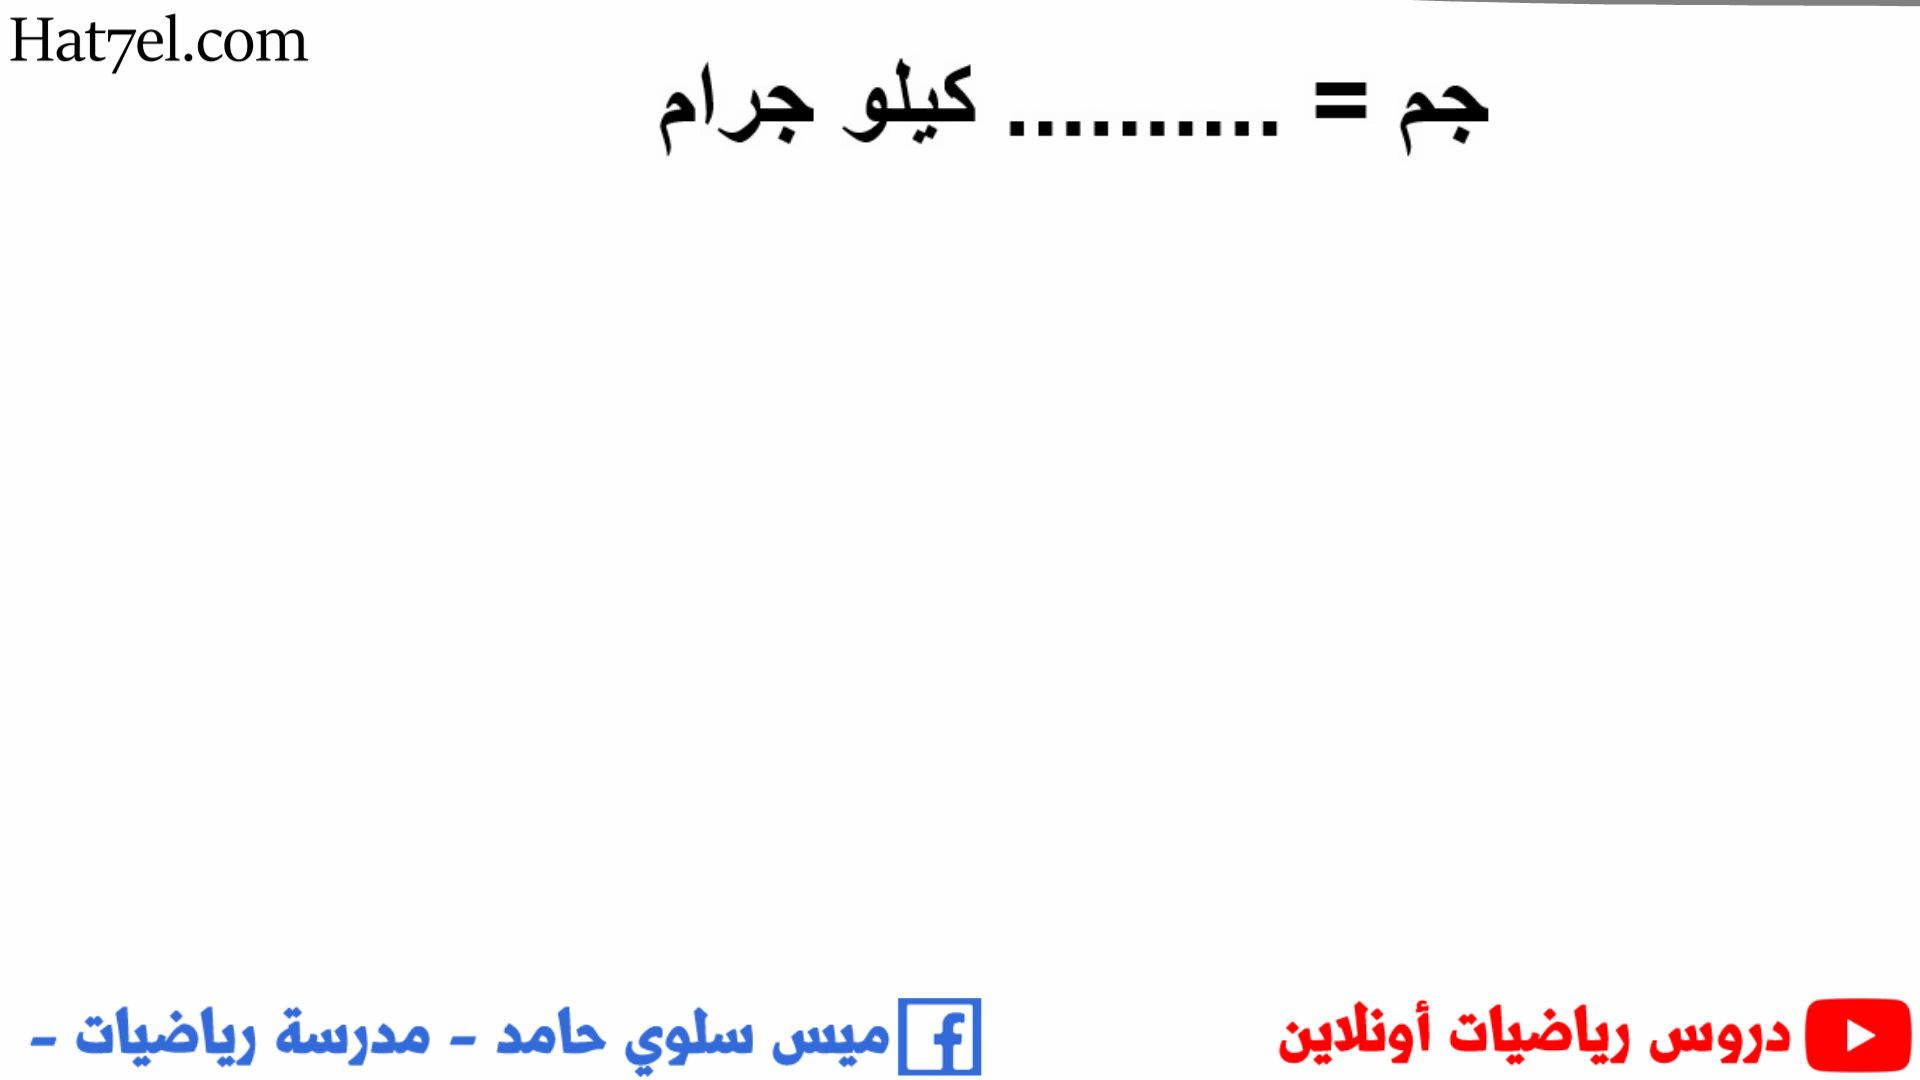 Hat7el.com
جم = .......... كيلو جرام
دروس رياضيات أونلاين
ميس سلوي حامد - مدرسة رياضيات -